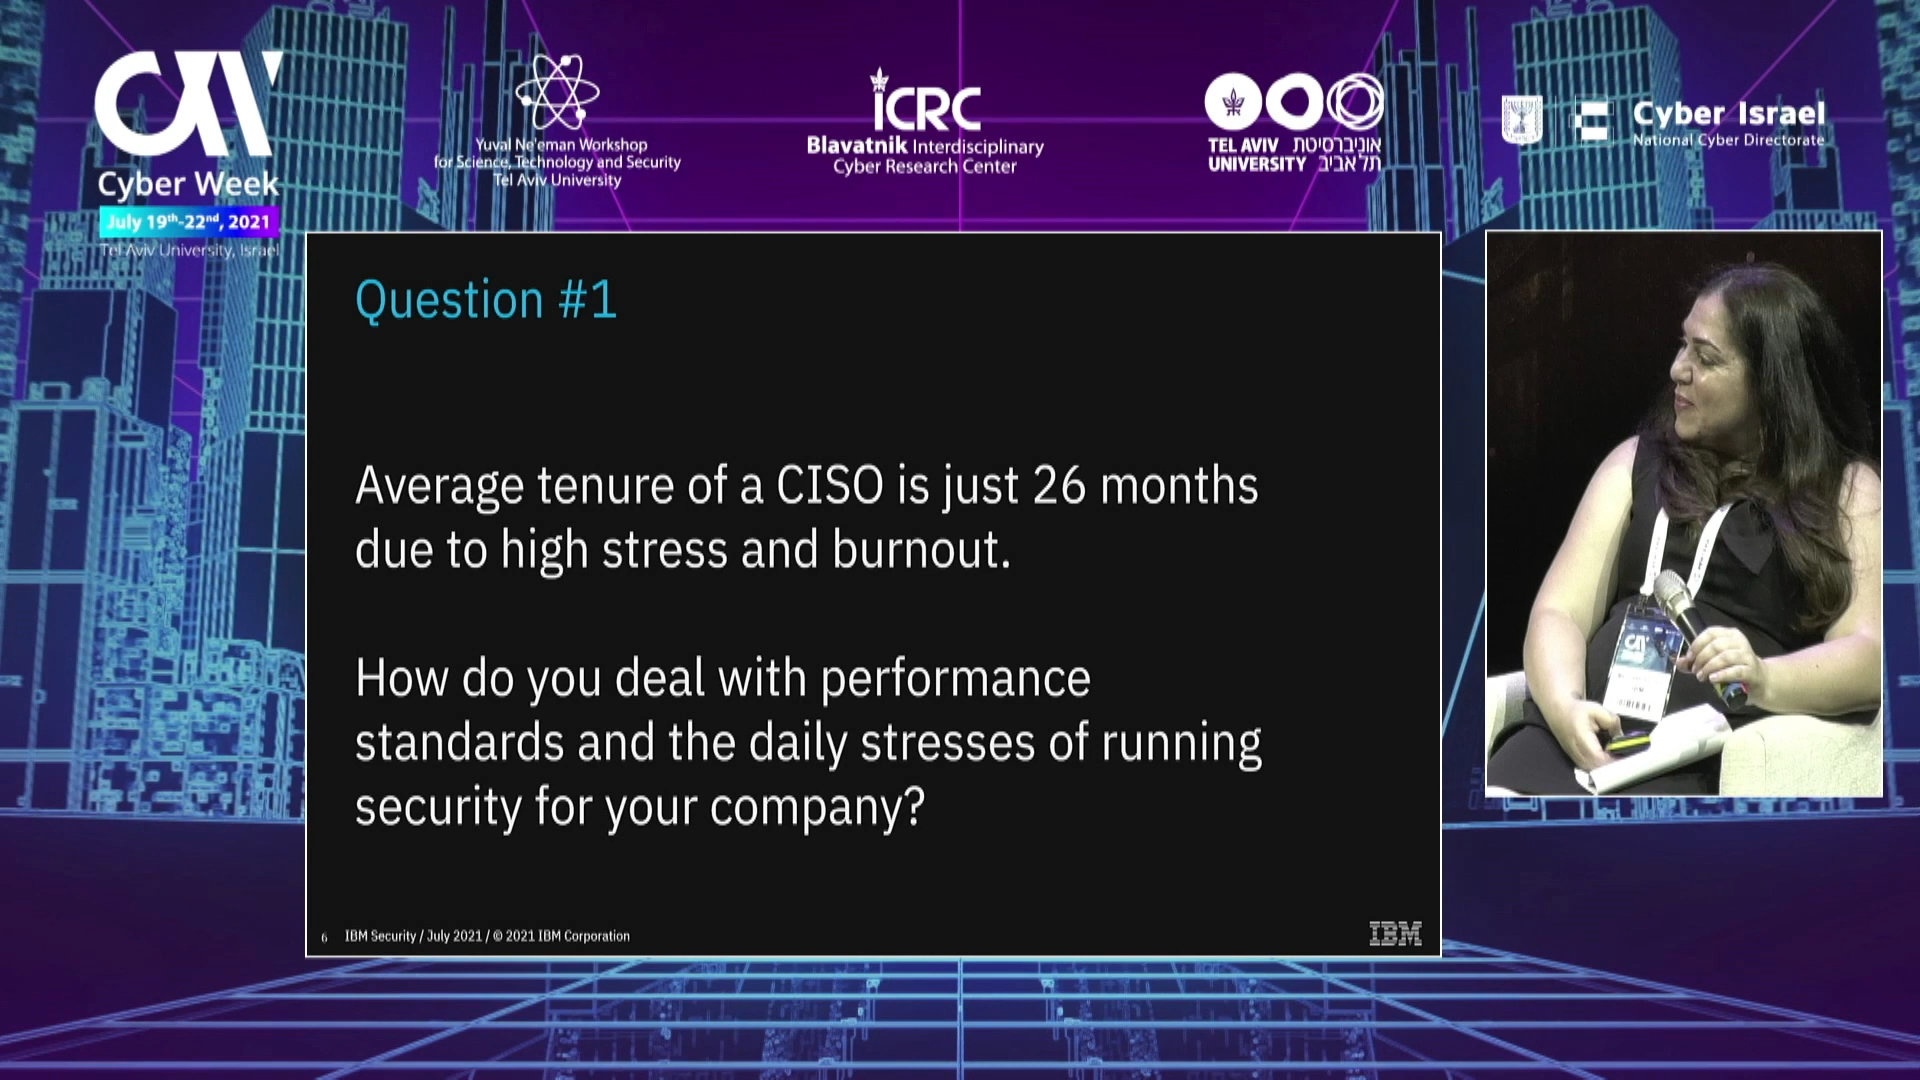 Cyber Week
July 19th-22nd, 2021
Tel Aviv University, Israel
Yuval Ne'eman Workshop
for Science, Technology and Security
Tel Aviv University
ICRC
Blavatnik Interdisciplinary
Cyber Research Center
TEL AVIV אוניברסיטת
UNIVERSITY תל אביב
Cyber Israel
National Cyber Directorate
Question #1
Average tenure of a CISO is just 26 months
due to high stress and burnout.
How do you deal with performance
standards and the daily stresses of running
security for your company?
6 IBM Security / July 2021 / © 2021 IBM Corporation
IBM